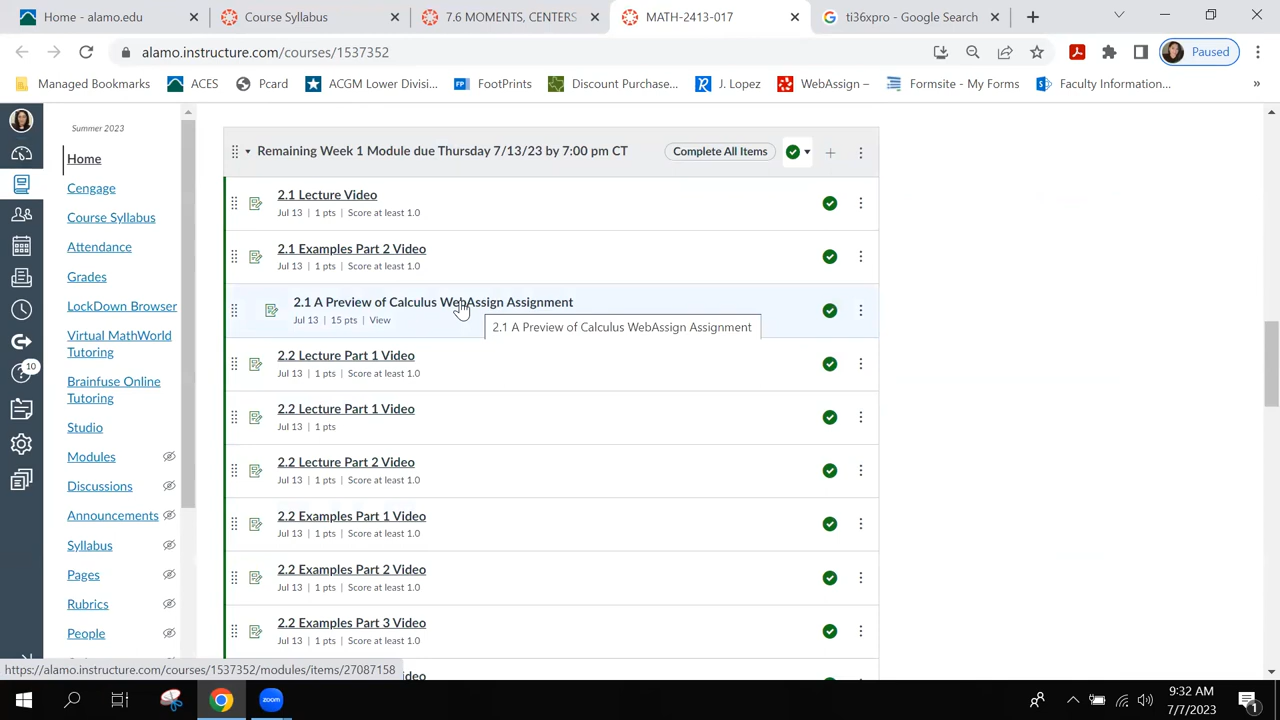 Home - alamo.instructure.com/
Course Syllabus
7.6 MOMENTS, CENTERS
MATH-2413-017
ti36xpro - Google Search
alamo.instructure.com/courses/1537352
Paused
Managed Bookmarks
ACES
Pcard
ACGM Lower Divisi...
FootPrints
Discount Purchase...
J. Lopez
WebAssign –
Formsite - My Forms
Faculty Information...
»
Summer 2023
Home
Cengage
Course Syllabus
Attendance
Grades
LockDown Browser
Virtual MathWorld
Tutoring
Brainfuse Online
Tutoring
Studio
Modules
Discussions
Announcements
Syllabus
Pages
Rubrics
People
10
Remaining Week 1 Module due Thursday 7/13/23 by 7:00 pm CT
Complete All Items
2.1 Lecture Video
Jul 13 | 1 pts | Score at least 1.0
2.1 Examples Part 2 Video
Jul 13 | 1 pts | Score at least 1.0
2.1 A Preview of Calculus WebAssign Assignment
Jul 13 | 15 pts | View
2.1 A Preview of Calculus WebAssign Assignment
2.2 Lecture Part 1 Video
Jul 13 | 1 pts | Score at least 1.0
2.2 Lecture Part 1 Video
Jul 13 | 1 pts
2.2 Lecture Part 2 Video
Jul 13 | 1 pts | Score at least 1.0
2.2 Examples Part 1 Video
Jul 13 | 1 pts | Score at least 1.0
2.2 Examples Part 2 Video
Jul 13 | 1 pts | Score at least 1.0
2.2 Examples Part 3 Video
Jul 13 | 1 pts | Score at least 1.0
https://alamo.instructure.com/courses/1537352/modules/items/27087158
zoom
9:32 AM
7/7/2023
1